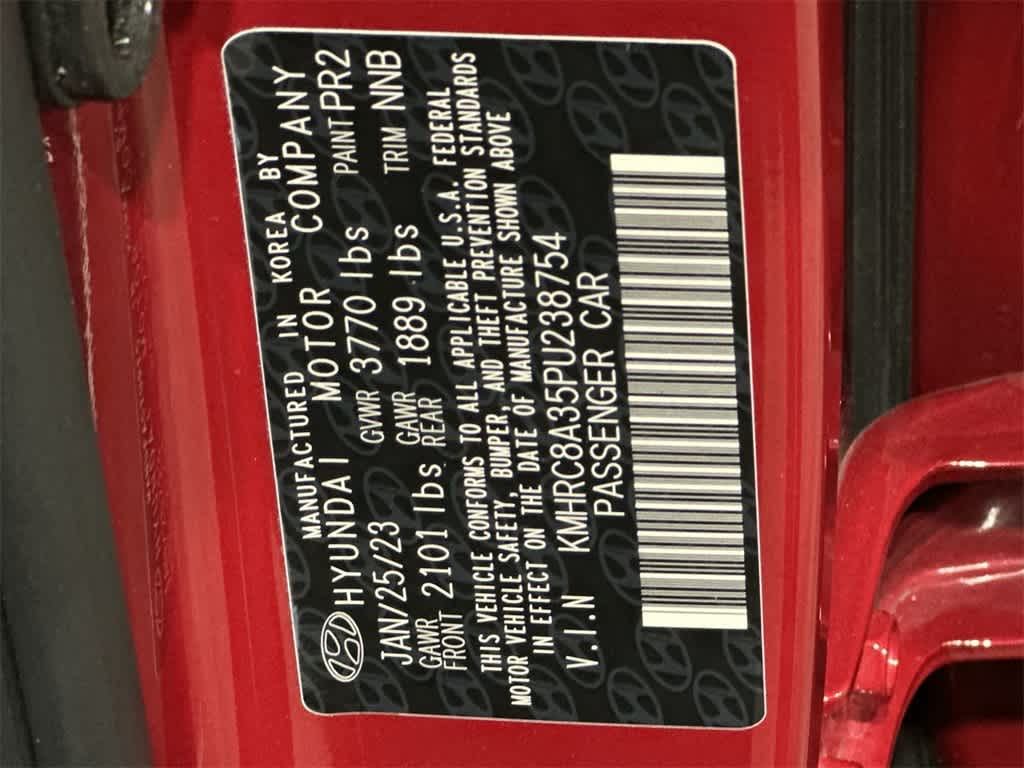 MANUFACTURED IN KOREA BY
HYUNDAI MOTOR COMPANY
JAN/25/23 GVWR 3770 lbs PAINT PR2
GAWR FRONT 2101 lbs GAWR REAR 1889 lbs TRIM NNB
THIS VEHICLE CONFORMS TO ALL APPLICABLE U.S.A. FEDERAL
MOTOR VEHICLE SAFETY, BUMPER, AND THEFT PREVENTION STANDARDS
IN EFFECT ON THE DATE OF MANUFACTURE SHOWN ABOVE
V.I.N KMHRC8A35PU238754
PASSENGER CAR